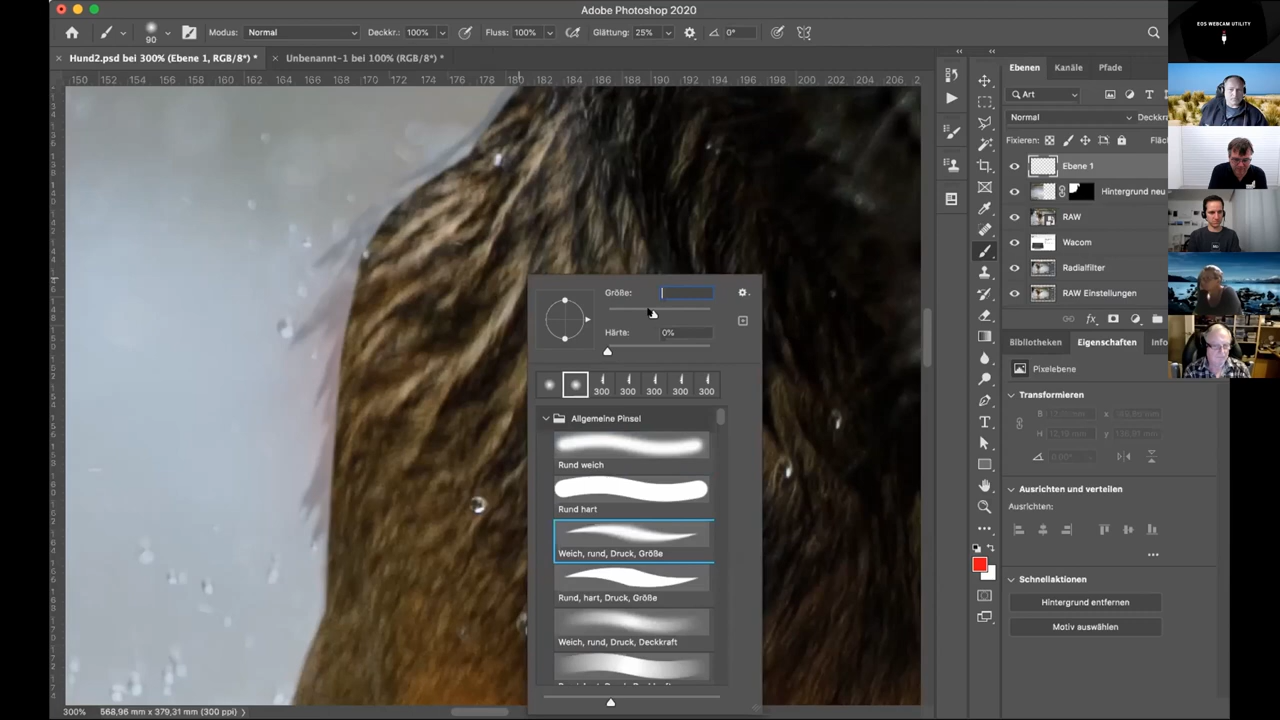 Adobe Photoshop 2020
EOS WEBCAM UTILITY
90
Modus: Normal
Deckkr.: 100%
Fluss: 100%
Glättung: 25%
0°
Hund2.psd bei 300% (Ebene 1, RGB/8*) *
Unbenannt-1 bei 100% (RGB/8*) *
150 152 154 156 158 160 162 164 166 168 170 172 174 176 178 180 182 184 186 188 190 192 194 196 198 200 202 204 206
Ebenen
Kanäle
Pfade
Art
Normal
Deckkr
Fixieren:
Fläc
Ebene 1
Hintergrund neu
RAW
Wacom
Radialfilter
RAW Einstellungen
fx
Bibliotheken
Eigenschaften
Info
Pixelebene
Transformieren
B
X
H
Y
Ausrichten und verteilen
Ausrichten:
Schnellaktionen
Hintergrund entfernen
Motiv auswählen
Größe:
Härte: 0%
300 300 300 300 300
Allgemeine Pinsel
Rund weich
Rund hart
Weich, rund, Druck, Größe
Rund, hart, Druck, Größe
Weich, rund, Druck, Deckkraft
300%
568,96 mm x 379,31 mm (300 ppi)